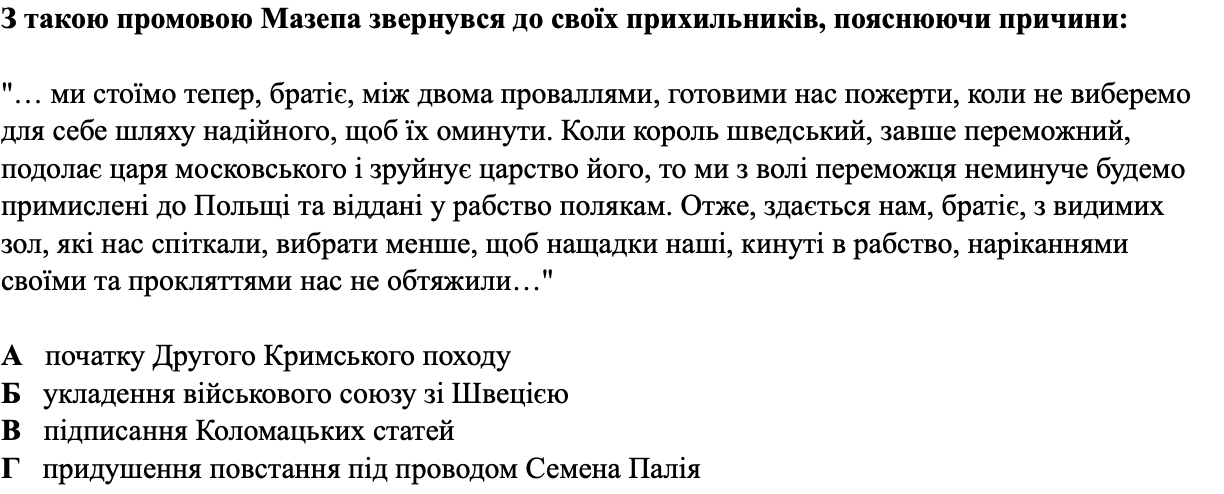 З такою промовою Мазепа звернувся до своїх прихильників, пояснюючи причини:
"… ми стоїмо тепер, братіє, між двома проваллями, готовими нас пожерти, коли не виберемо
для себе шляху надійного, щоб їх оминути. Коли король шведський, завше переможний,
подолає царя московського і зруйнує царство його, то ми з волі переможця неминуче будемо
примислені до Польщі та віддані у рабство полякам. Отже, здається нам, братіє, з видимих
зол, які нас спіткали, вибрати менше, щоб нащадки наші, кинуті в рабство, наріканнями
своїми та прокляттями нас не обтяжили…"
А початку Другого Кримського походу
Б укладення військового союзу зі Швецією
В підписання Коломацьких статей
Г придушення повстання під проводом Семена Палія